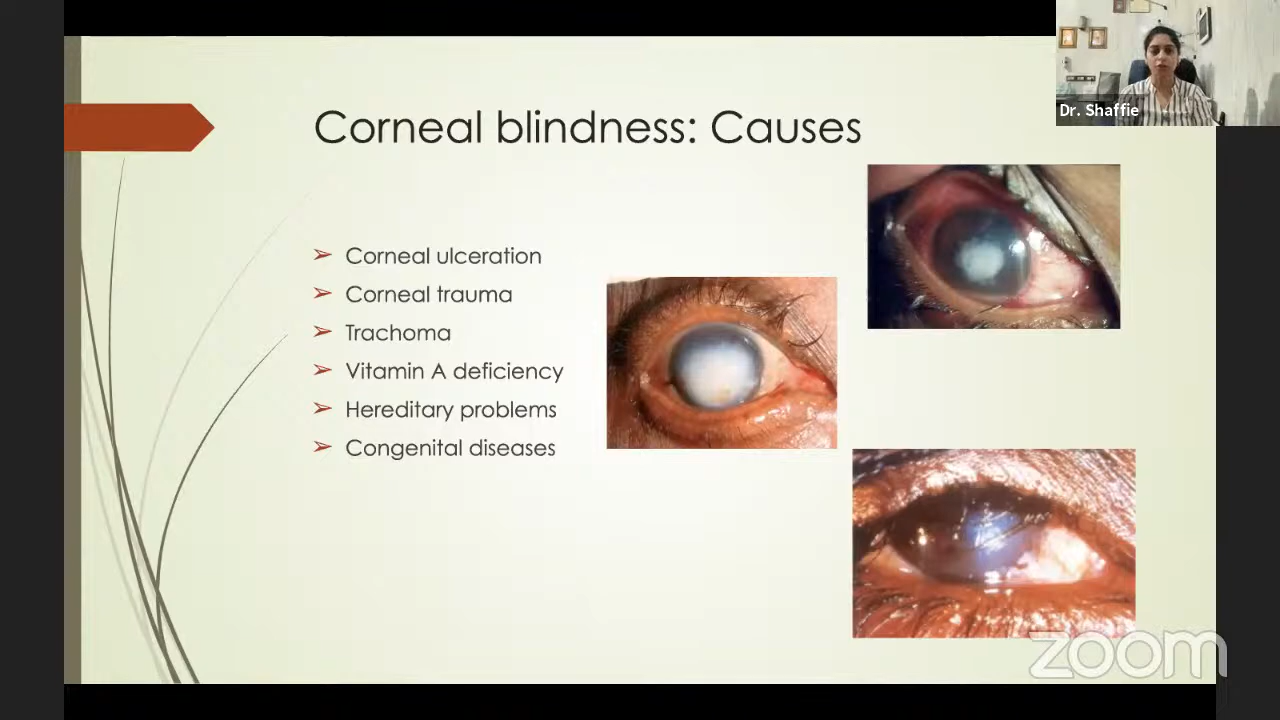 Dr. Shaffie
Corneal blindness: Causes
➢ Corneal ulceration
➢ Corneal trauma
➢ Trachoma
➢ Vitamin A deficiency
➢ Hereditary problems
➢ Congenital diseases
zoom